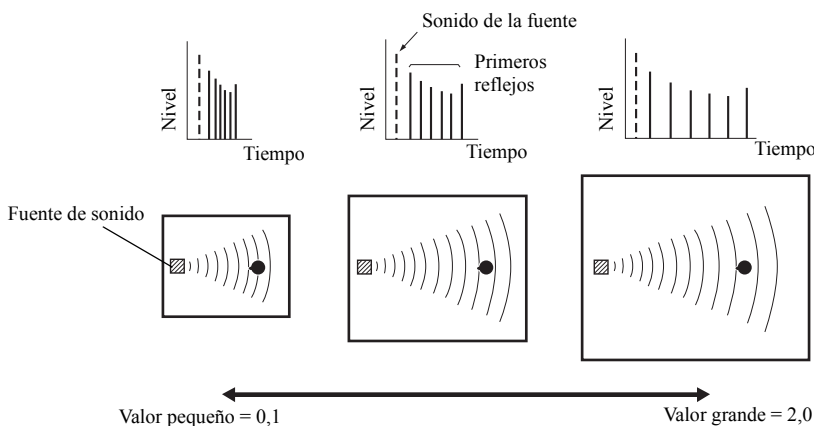 Sonido de la fuente
Primeros
reflejos
Nivel
Tiempo
Nivel
Tiempo
Nivel
Tiempo
Fuente de sonido
Valor pequeño = 0,1
Valor grande = 2,0